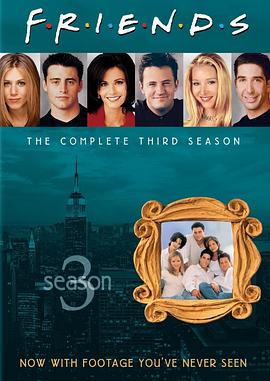 F·R·I·E·N·D·S
THE COMPLETE THIRD SEASON
season
3
NOW WITH FOOTAGE YOU'VE NEVER SEEN